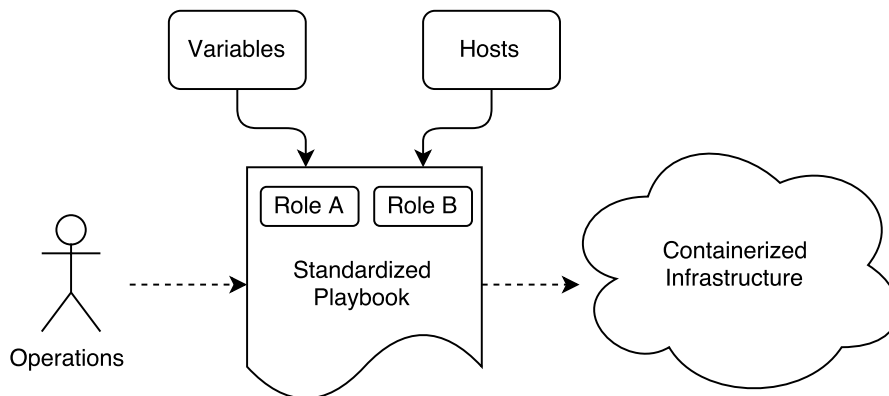 Variables
Hosts
Role A
Role B
Standardized
Playbook
Containerized
Infrastructure
Operations